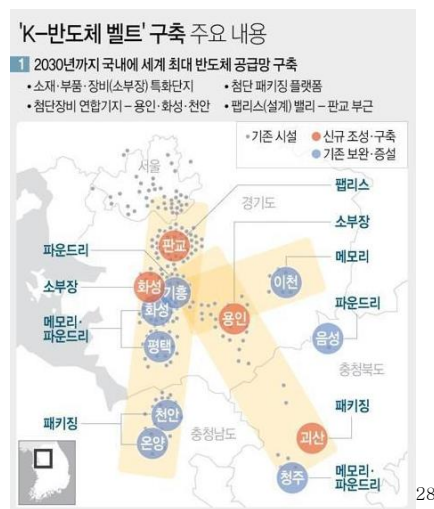 'K-반도체 벨트' 구축 주요 내용
1 2030년까지 국내에 세계 최대 반도체 공급망 구축
• 소재·부품·장비(소부장) 특화단지 • 첨단 패키징 플랫폼
• 첨단장비 연합기지 – 용인·화성·천안 • 팹리스(설계) 밸리 – 판교 부근
• 기존 시설 신규 조성·구축
기존 보완·증설
서울
팹리스
경기도
소부장
판교
파운드리
메모리
소부장
화성
기흥
이천
화성
용인
파운드리
메모리·
파운드리
음성
평택
충청북도
패키징
천안
패키징
충청남도
괴산
온양
메모리·
파운드리
청주
28